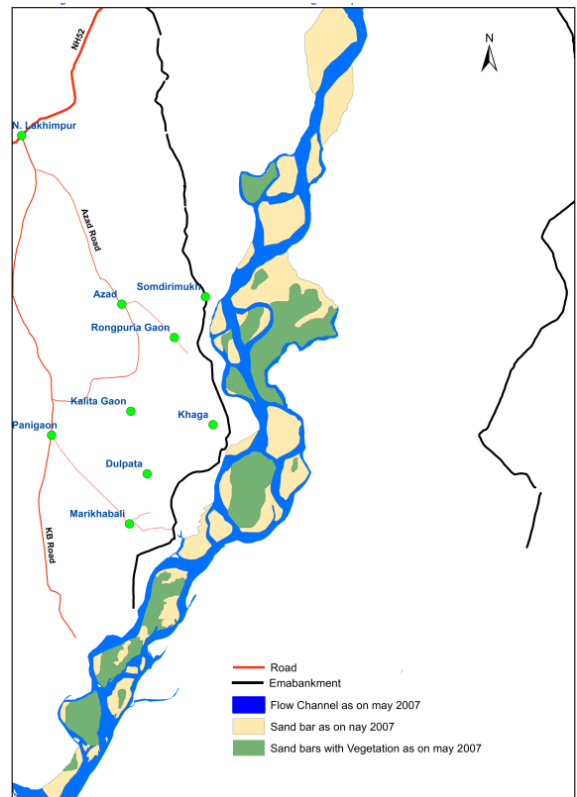 N
NH52
N. Lakhimpur
Azad Road
Somdirimukh
Azad
Rongpuria Gaon
Kalita Gaon
Khaga
Panigaon
Dulpata
Marikhabali
KB Road
Road
Emabankment
Flow Channel as on may 2007
Sand bar as on nay 2007
Sand bars with Vegetation as on may 2007